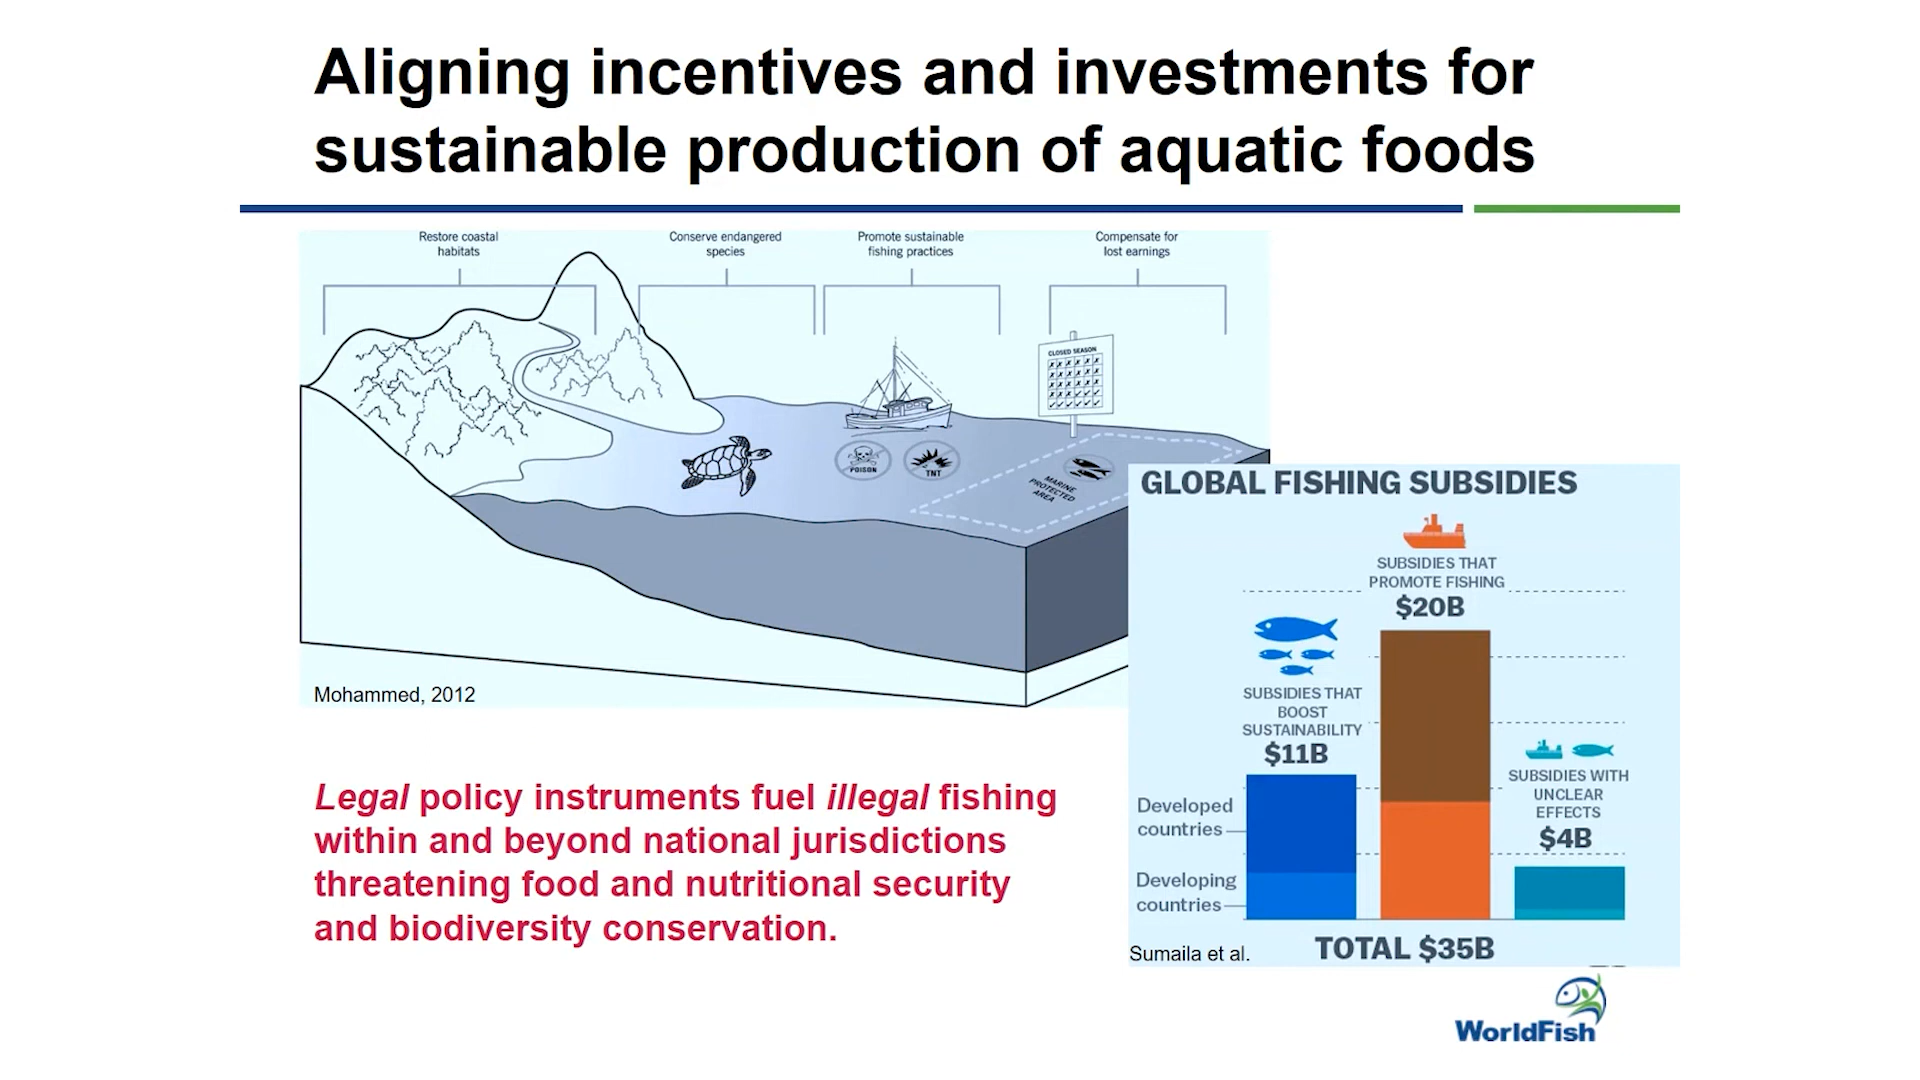 Aligning incentives and investments for
sustainable production of aquatic foods
Restore coastal
habitats
Conserve endangered
species
Promote sustainable
fishing practices
Compensate for
lost earnings
CLOSED SEASON
POISON
TNT
MARINE
PROTECTED
AREA
Mohammed, 2012
Legal policy instruments fuel illegal fishing
within and beyond national jurisdictions
threatening food and nutritional security
and biodiversity conservation.
GLOBAL FISHING SUBSIDIES
SUBSIDIES THAT
PROMOTE FISHING
$20B
SUBSIDIES THAT
BOOST
SUSTAINABILITY
$11B
SUBSIDIES WITH
UNCLEAR
EFFECTS
$4B
Developed
countries
Developing
countries
TOTAL $35B
Sumaila et al.
WorldFish